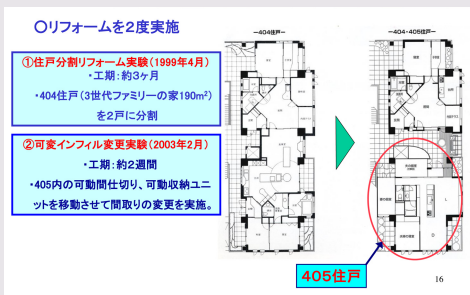 ○リフォームを2度実施
①住戸分割リフォーム実験(1999年4月)
・工期:約3ヶ月
・404住戸(3世代ファミリーの家190m²)
を2戸に分割
②可変インフィル変更実験(2003年2月)
・工期:約2週間
・405内の可動間仕切り、可動収納ユニ
ットを移動させて間取りの変更を実施。
―404住戸―
―404・405住戸―
L
D
405住戸
16